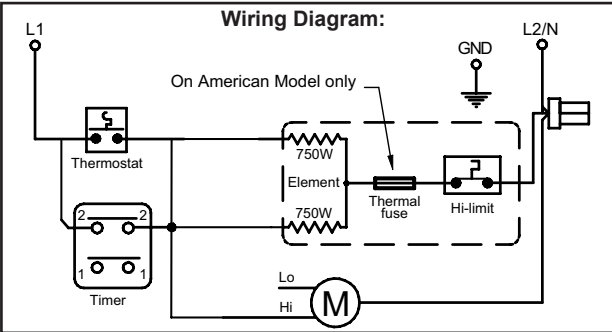 Wiring Diagram:
L1
L2/N
GND
On American Model only
Thermostat
750W
Element
750W
Thermal
fuse
Hi-limit
2 2
1 1
Timer
Lo
Hi
M